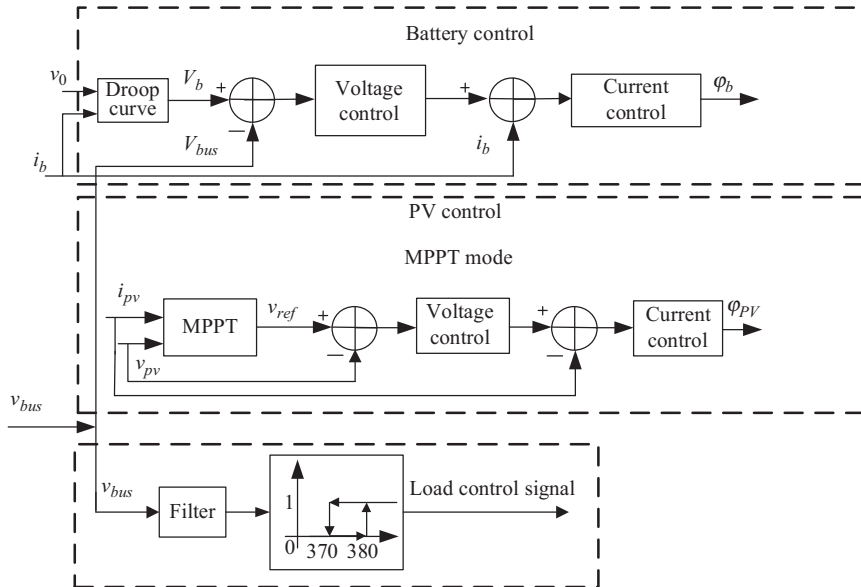 Battery control
v0
Droop
curve
Vb
+
−
Vbus
Voltage
control
+
ib
Current
control
φb
ib
PV control
MPPT mode
ipv
vpv
MPPT
vref
+
−
Voltage
control
+
−
Current
control
φPV
vbus
vbus
Filter
1
0
370
380
Load control signal